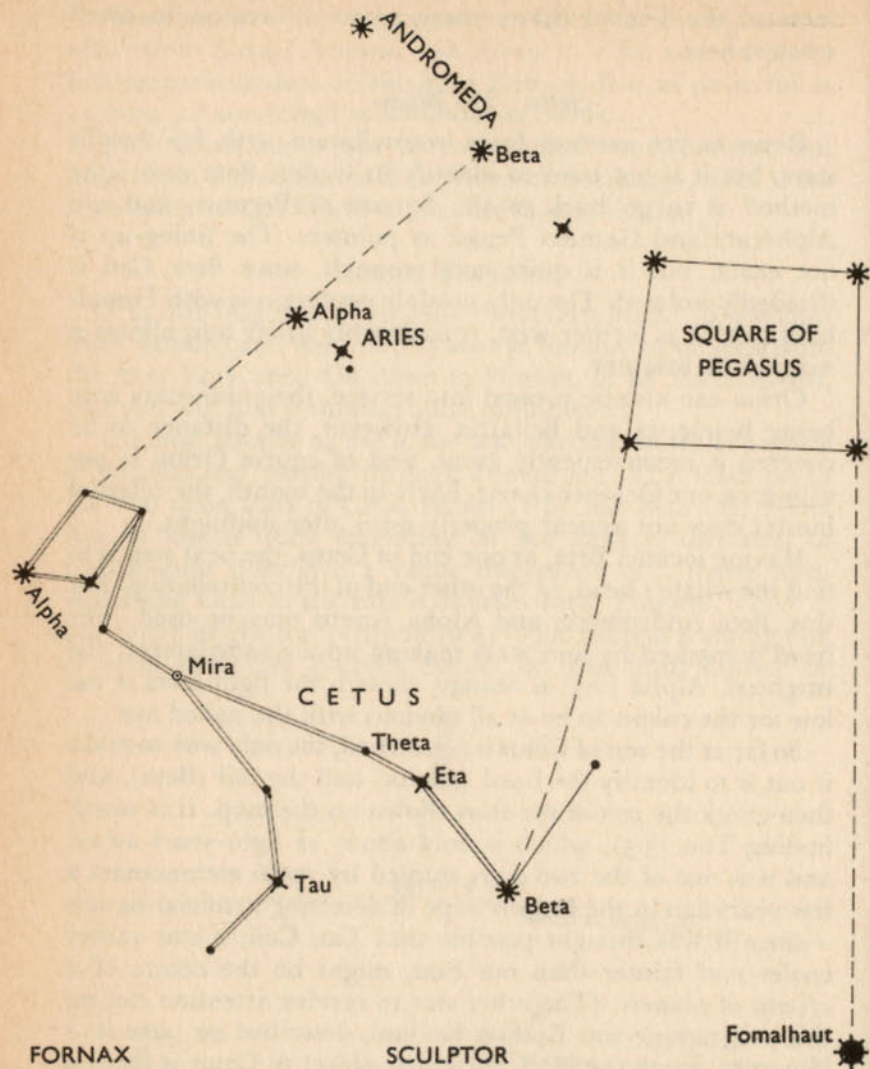 ANDROMEDA
Beta
Alpha
ARIES
SQUARE OF
PEGASUS
Alpha
Mira
CETUS
Theta
Eta
Tau
Beta
Fomalhaut
FORNAX
SCULPTOR